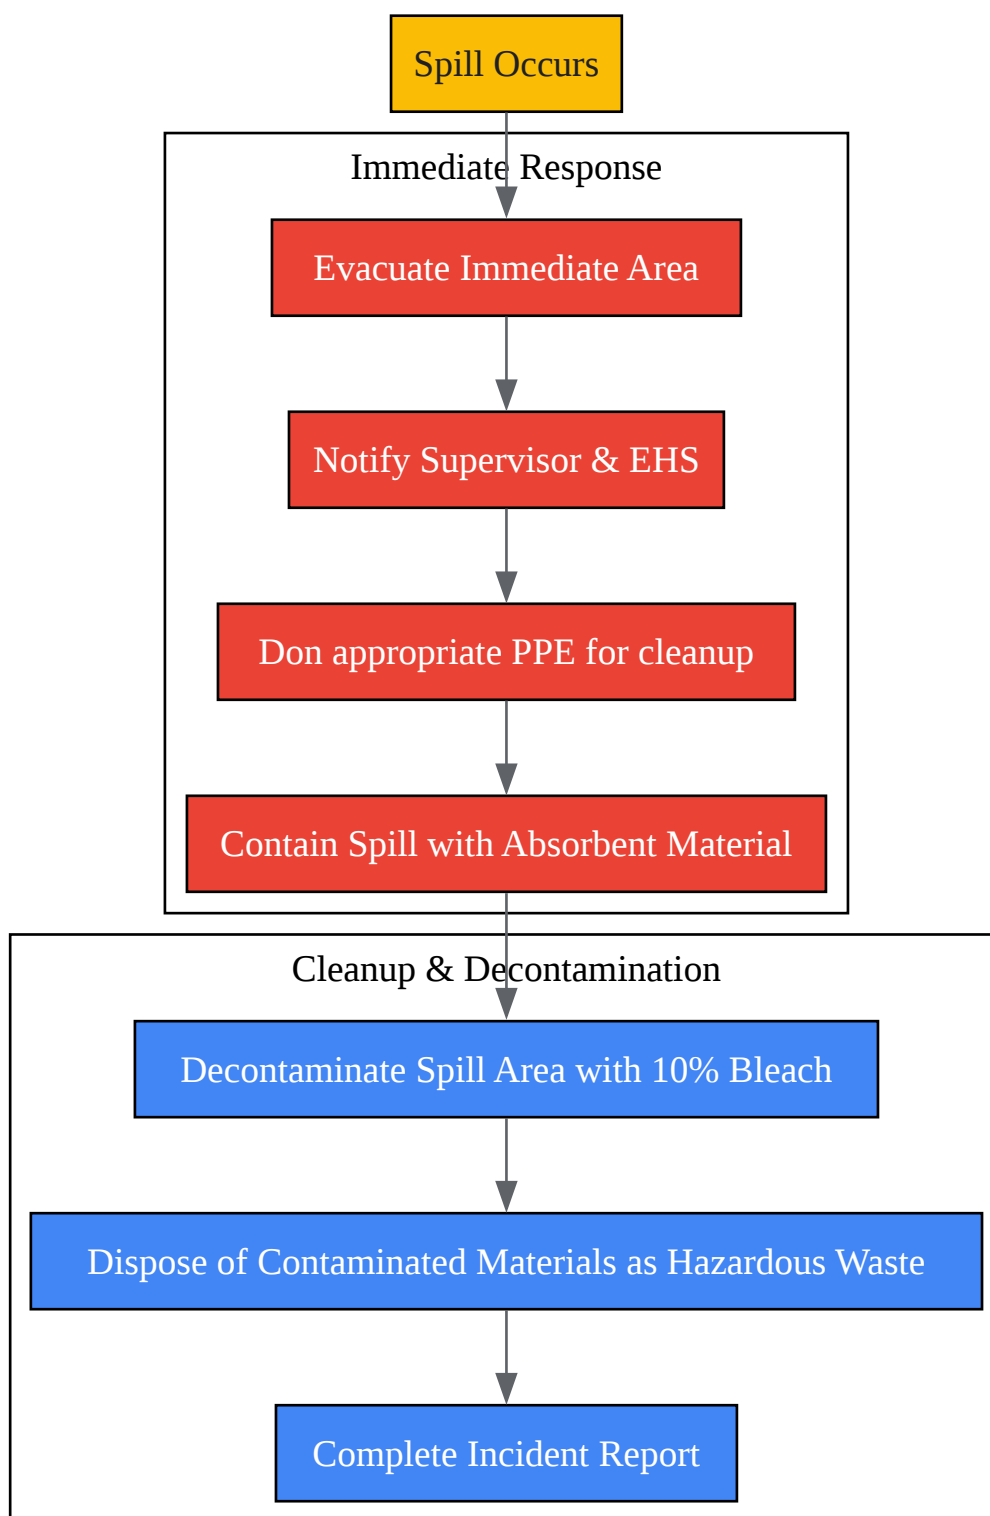 Spill Occurs
Immediate Response
Evacuate Immediate Area
Notify Supervisor & EHS
Don appropriate PPE for cleanup
Contain Spill with Absorbent Material
Cleanup & Decontamination
Decontaminate Spill Area with 10% Bleach
Dispose of Contaminated Materials as Hazardous Waste
Complete Incident Report